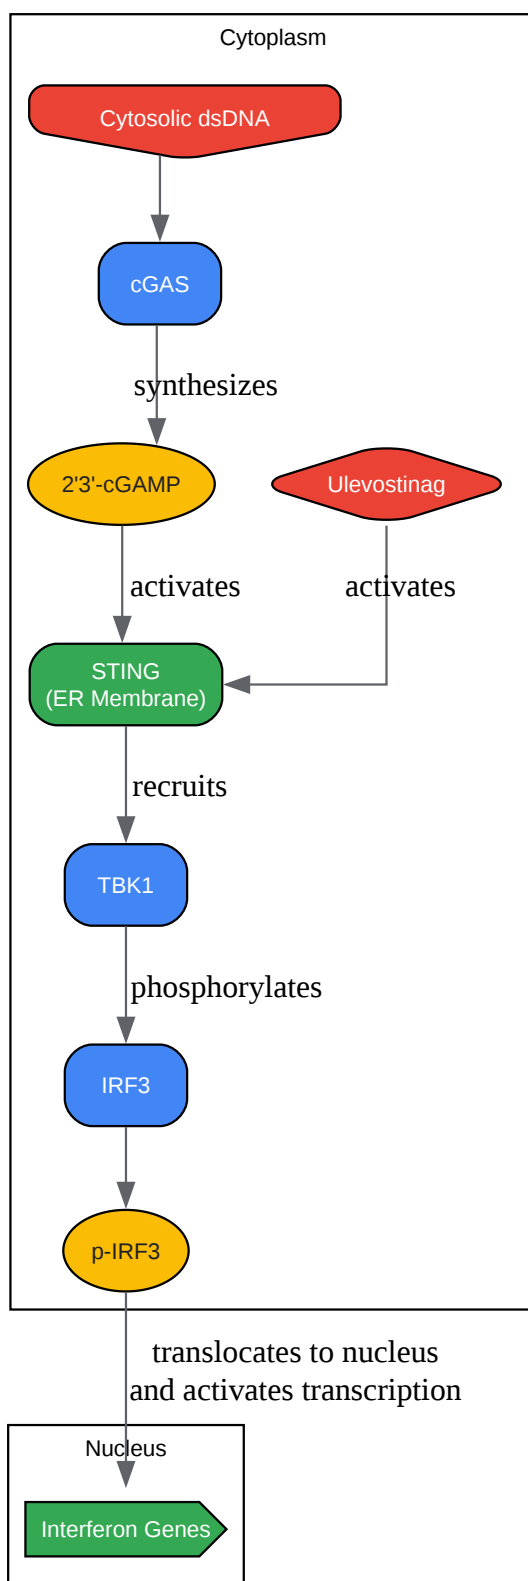 Cytoplasm
Cytosolic dsDNA
cGAS
synthesizes
2'3'-cGAMP
Ulevostinag
activates
activates
STING
(ER Membrane)
recruits
TBK1
phosphorylates
IRF3
p-IRF3
translocates to nucleus
and activates transcription
Nucleus
Interferon Genes